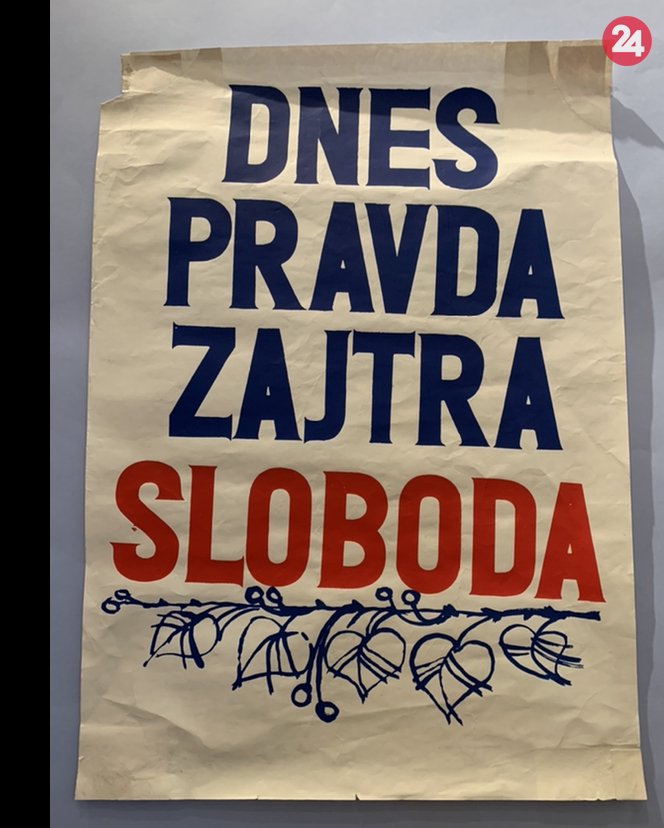 24
DNES
PRAVDA
ZAJTRA
SLOBODA